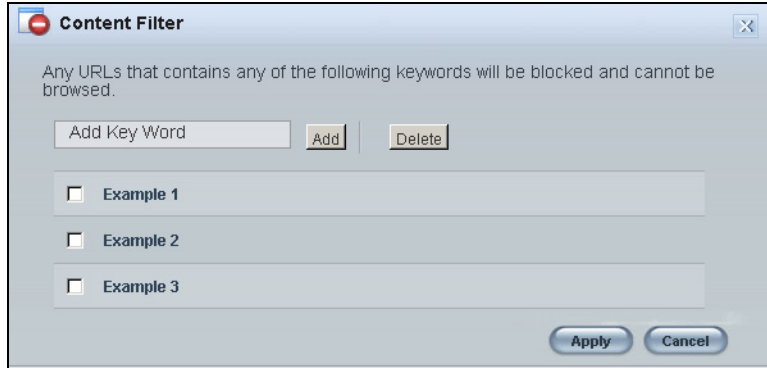 Content Filter
Any URLs that contains any of the following keywords will be blocked and cannot be
browsed.
Add Key Word Add Delete
Example 1
Example 2
Example 3
Apply Cancel